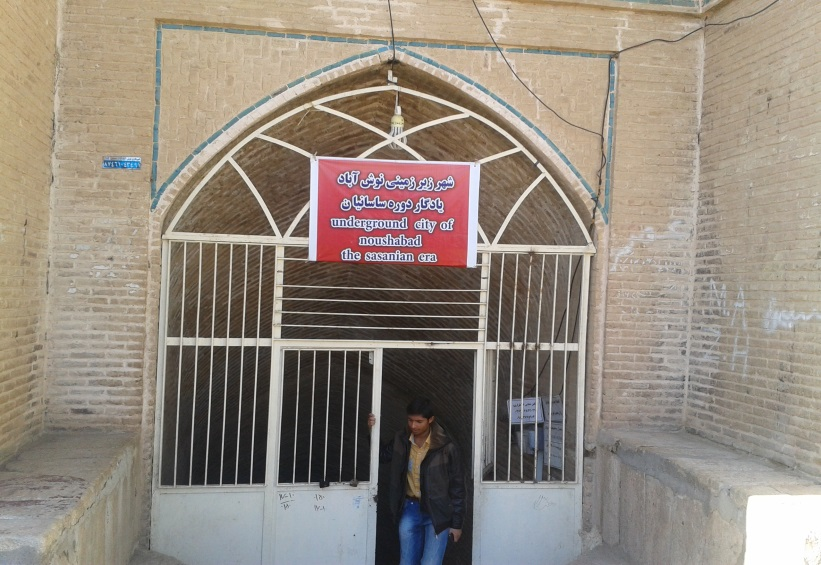 شهر زیر زمینی نوش آباد
یادگار دوره ساسانیان
underground city of
noushabad
the sasanian era